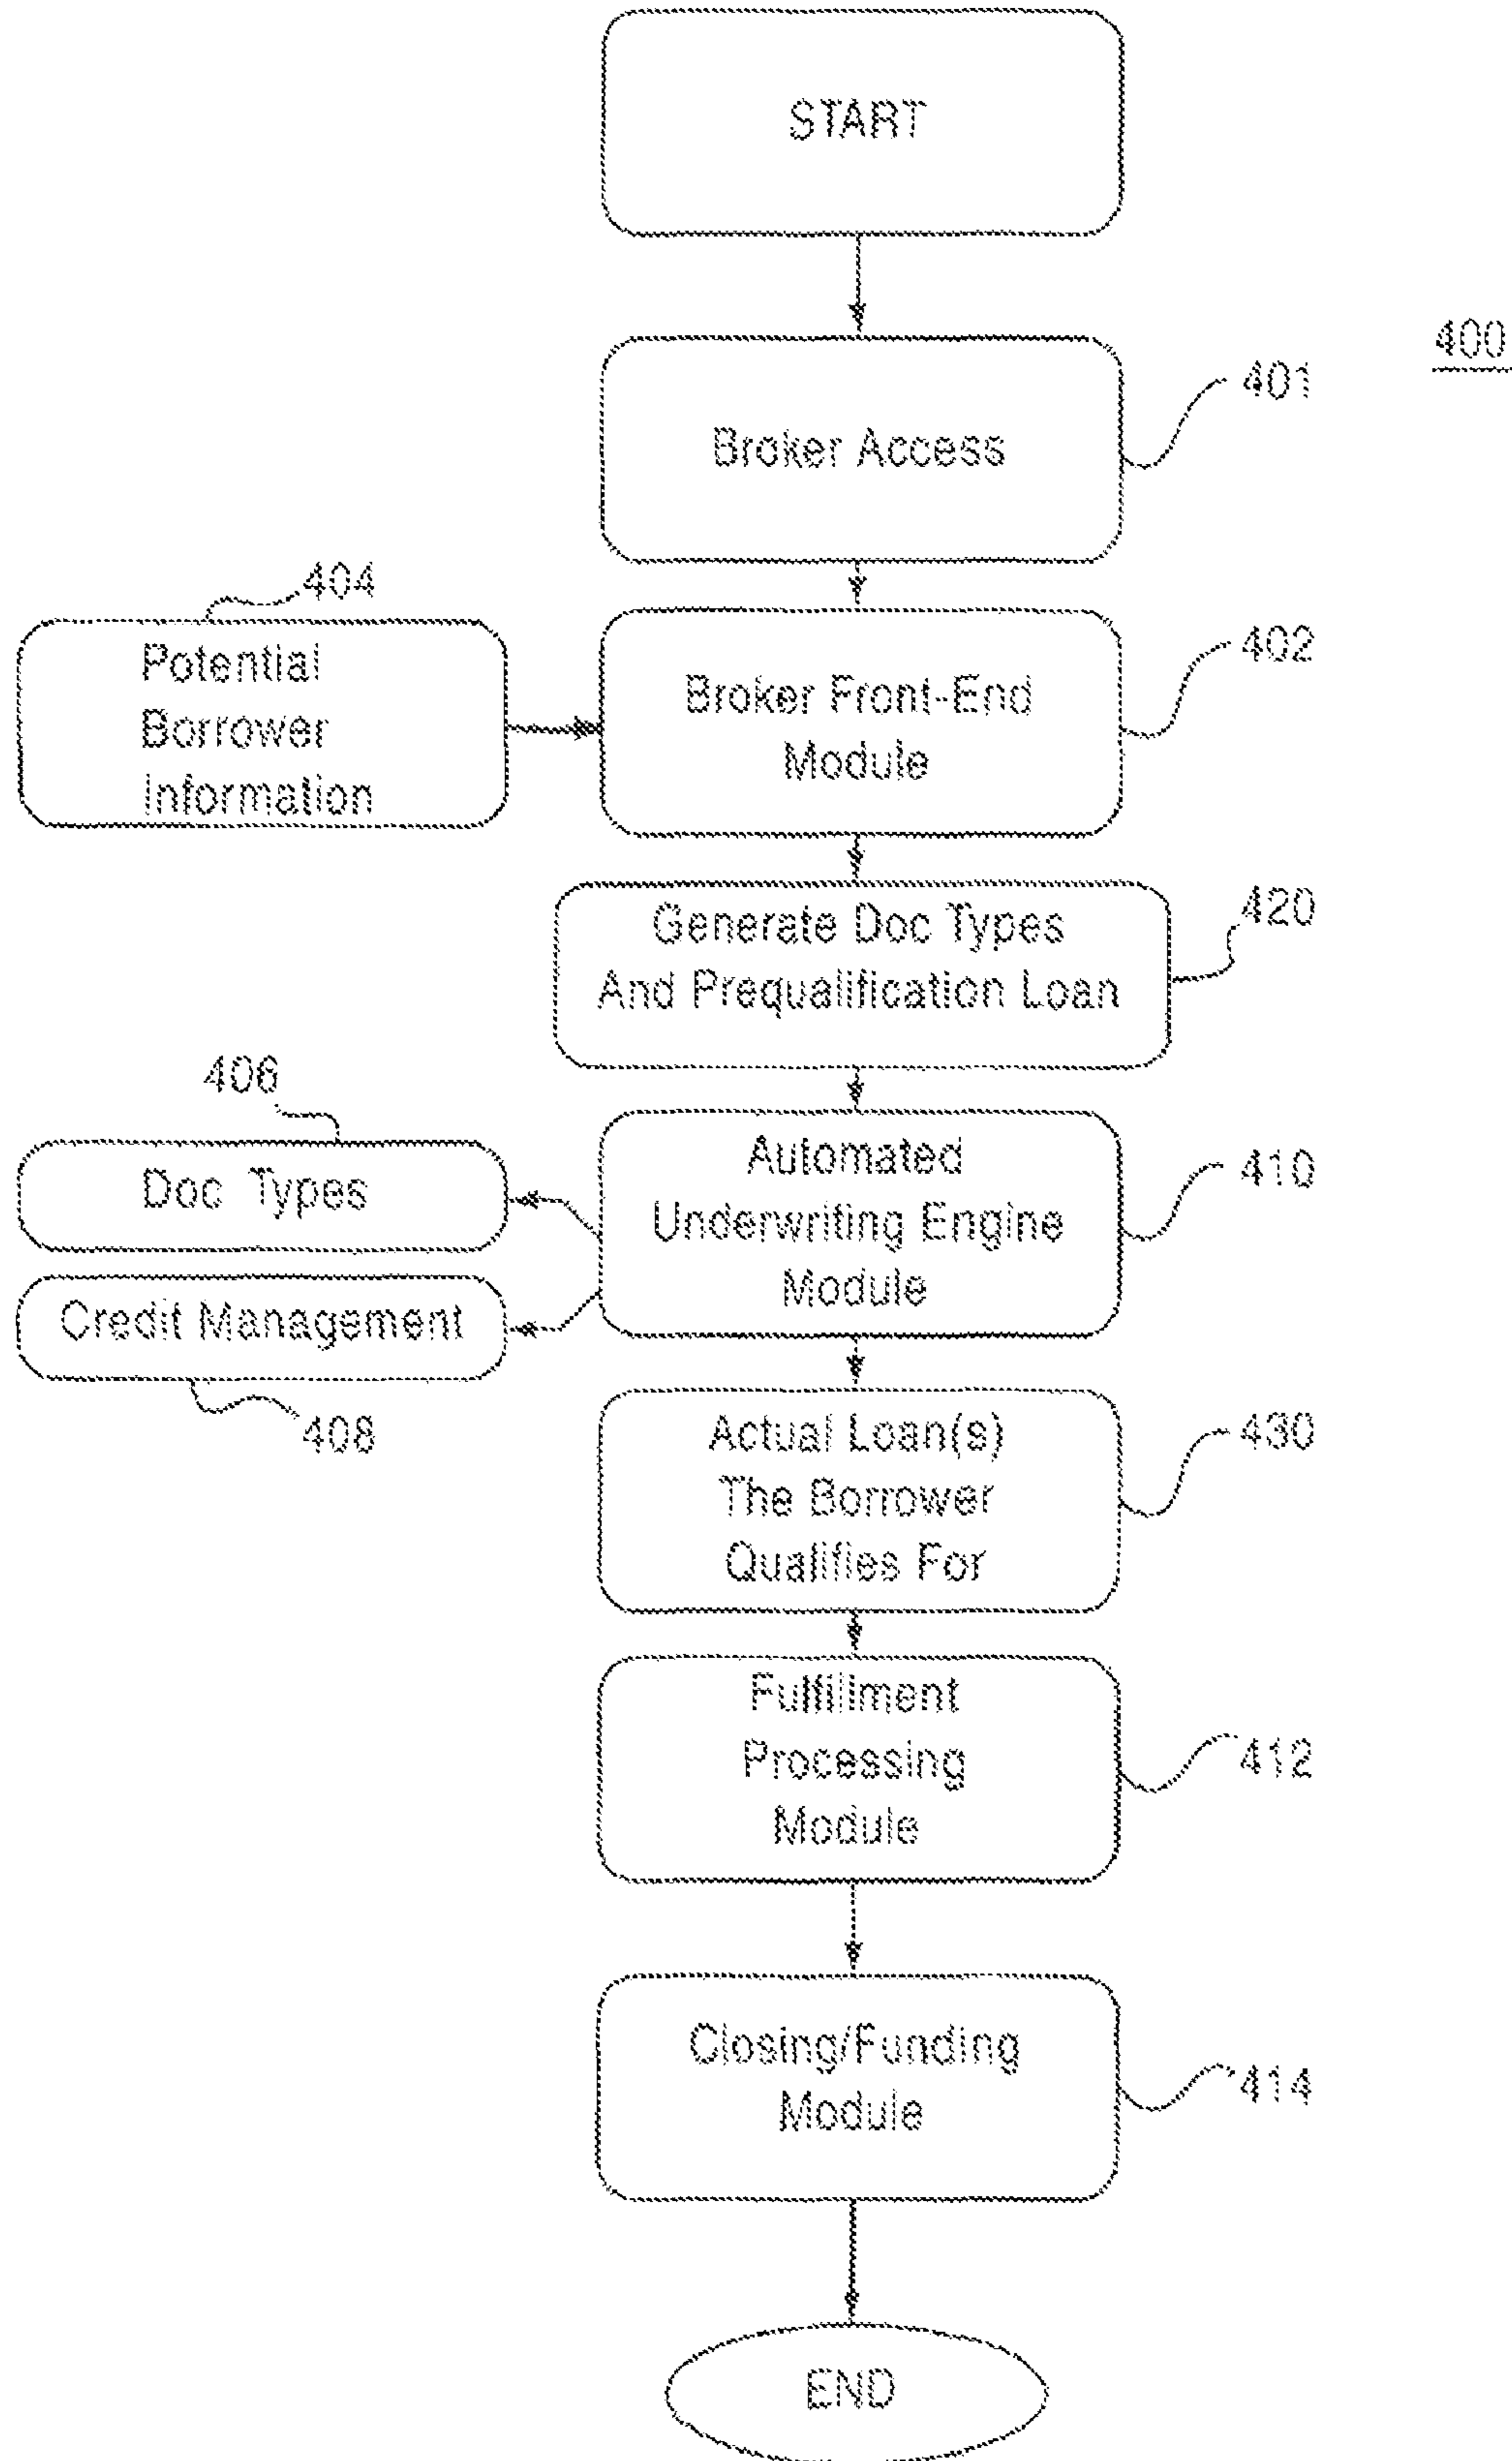 START
400
401
Broker Access
404
Potential
Borrower
Information
402
Broker Front-End
Module
420
Generate Doc Types
And Prequalification Loan
406
Doc Types
Credit Management
408
410
Automated
Underwriting Engine
Module
430
Actual Loan(s)
The Borrower
Qualifies For
412
Fulfillment
Processing
Module
414
Closing/Funding
Module
END